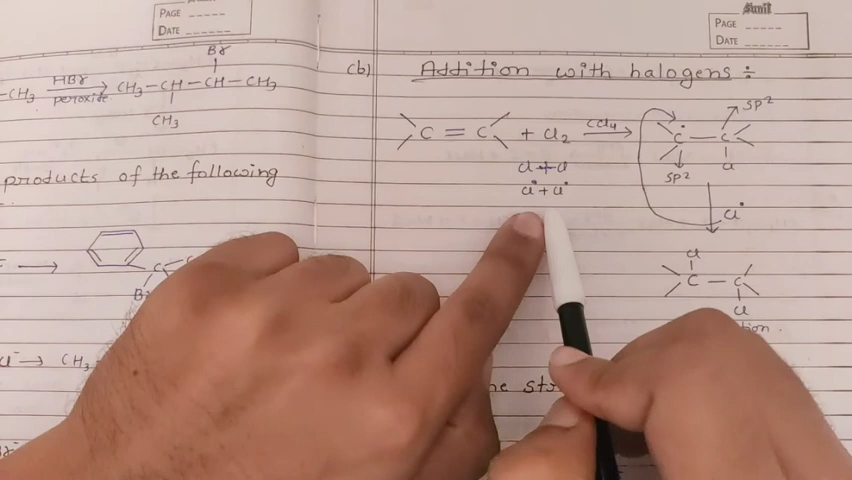 PAGE
DATE
Br
CH3 HBr peroxide CH3-CH-CH-CH3
CH3
products of the following
C
Cl⁻ → CH3
Sunil
PAGE
DATE
(b) Addition with halogens ÷
C = C + Cl2 CCl4 Ċ — C SP2
SP2 Cl
Cl + Cl
Cl• + Cl•
Cl•
Cl
C — C
Cl